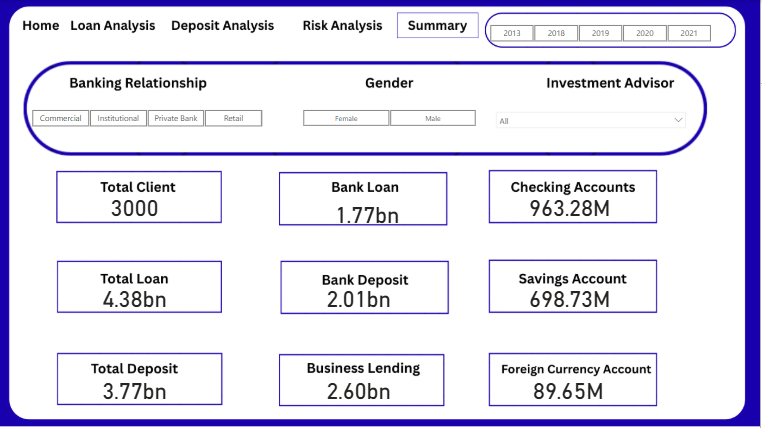 Home Loan Analysis Deposit Analysis Risk Analysis Summary
2013 2018 2019 2020 2021
Banking Relationship Gender Investment Advisor
Commercial Institutional Private Bank Retail Female Male All
Total Client Bank Loan Checking Accounts
3000 1.77bn 963.28M
Total Loan Bank Deposit Savings Account
4.38bn 2.01bn 698.73M
Total Deposit Business Lending Foreign Currency Account
3.77bn 2.60bn 89.65M